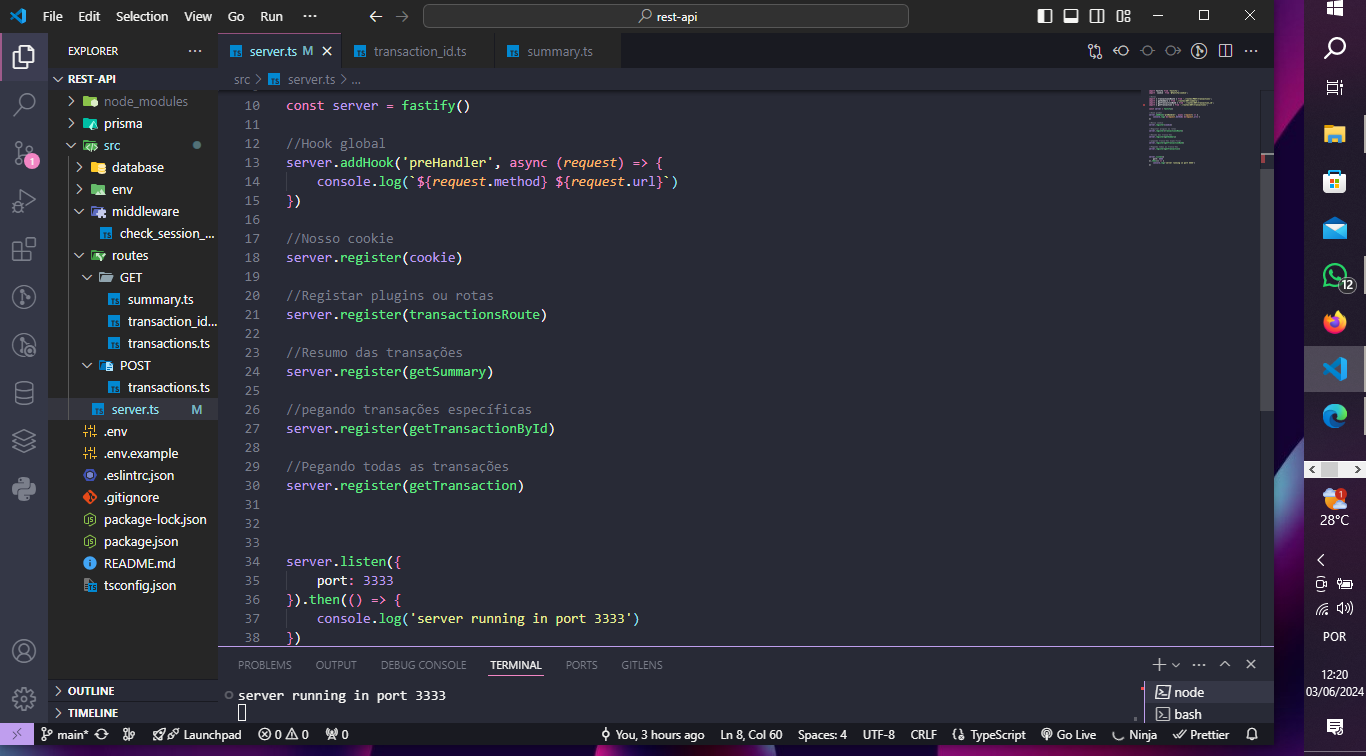 File Edit Selection View Go Run ···
rest-api
EXPLORER
REST-API
node_modules
prisma
src
database
env
middleware
check_session_...
routes
GET
summary.ts
transaction_id...
transactions.ts
POST
transactions.ts
server.ts M
.env
.env.example
.eslintrc.json
.gitignore
package-lock.json
package.json
README.md
tsconfig.json
OUTLINE
TIMELINE
1
server.ts M
transaction_id.ts
summary.ts
src > server.ts > ...
10 const server = fastify()
11
12 //Hook global
13 server.addHook('preHandler', async (request) => {
14 console.log(`${request.method} ${request.url}`)
15 })
16
17 //Nosso cookie
18 server.register(cookie)
19
20 //Registar plugins ou rotas
21 server.register(transactionsRoute)
22
23 //Resumo das transações
24 server.register(getSummary)
25
26 //pegando transações específicas
27 server.register(getTransactionById)
28
29 //Pegando todas as transações
30 server.register(getTransaction)
31
32
33
34 server.listen({
35 port: 3333
36 }).then(() => {
37 console.log('server running in port 3333')
38 })
PROBLEMS OUTPUT DEBUG CONSOLE TERMINAL PORTS GITLENS
server running in port 3333
node
bash
main* Launchpad 0 0 0 You, 3 hours ago Ln 8, Col 60 Spaces: 4 UTF-8 CRLF TypeScript Go Live Ninja Prettier
12
1
28°C
POR
12:20
03/06/2024